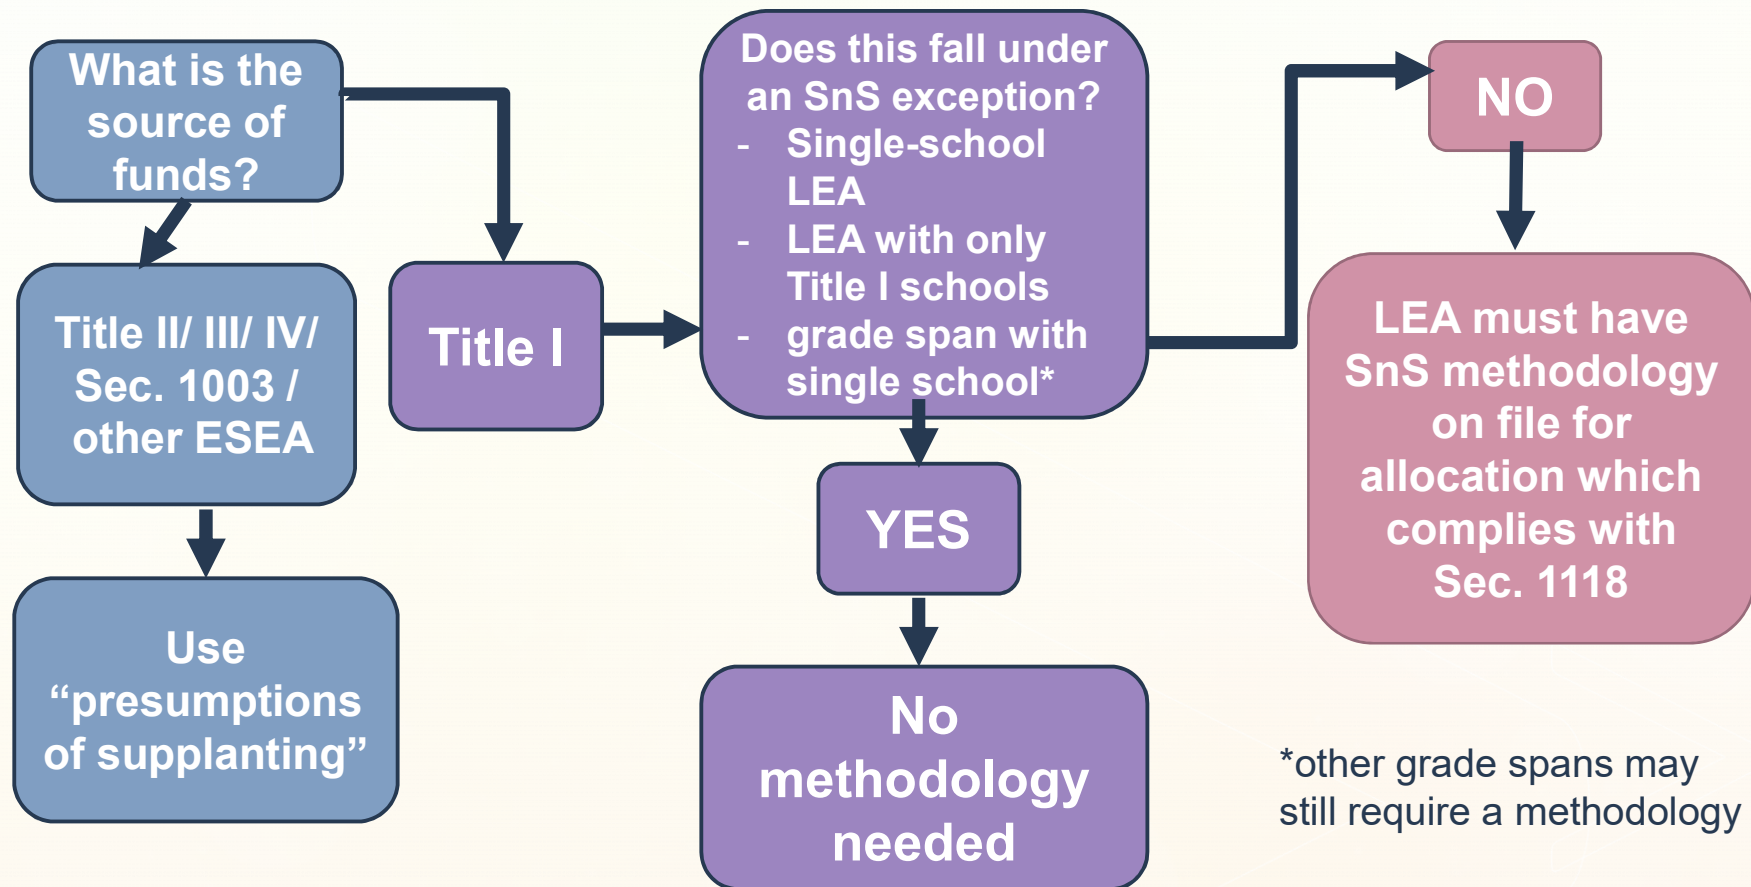 What is the
source of
funds?
Title II/ III/ IV/
Sec. 1003 /
other ESEA
Use
“presumptions
of supplanting”
Title I
Does this fall under
an SnS exception?
- Single-school
LEA
- LEA with only
Title I schools
- grade span with
single school*
YES
No
methodology
needed
NO
LEA must have
SnS methodology
on file for
allocation which
complies with
Sec. 1118
*other grade spans may
still require a methodology